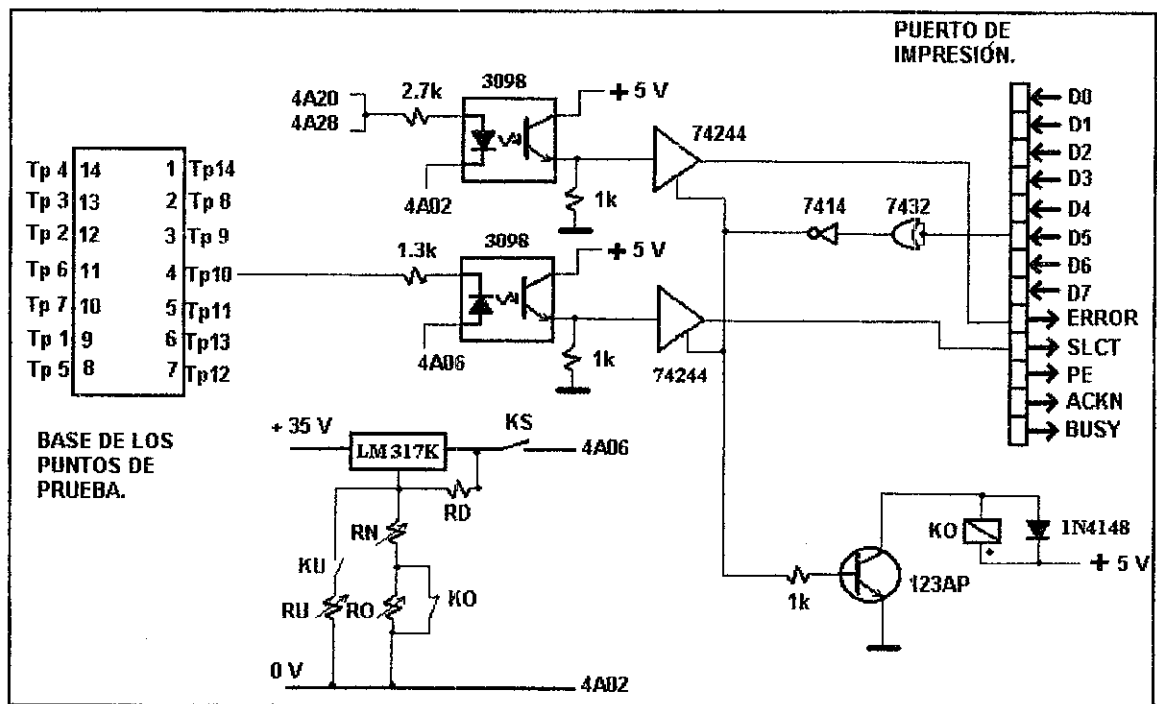 PUERTO DE
IMPRESIÓN.
3098
2.7k
+ 5 V
4A20
4A28
4A02
1k
74244
D0
D1
D2
D3
D4
D5
D6
D7
ERROR
SLCT
PE
ACKN
BUSY
7414
7432
Tp 4 14 1 Tp14
Tp 3 13 2 Tp 8
Tp 2 12 3 Tp 9
Tp 6 11 4 Tp10
Tp 7 10 5 Tp11
Tp 1 9 6 Tp13
Tp 5 8 7 Tp12
3098
1.3k
+ 5 V
4A06
1k
74244
BASE DE LOS
PUNTOS DE
PRUEBA.
+ 35 V
LM 317K
KS
4A06
RD
RN
KU
RU
RO
KO
0 V
4A02
1k
123AP
KO
1N4148
+ 5 V